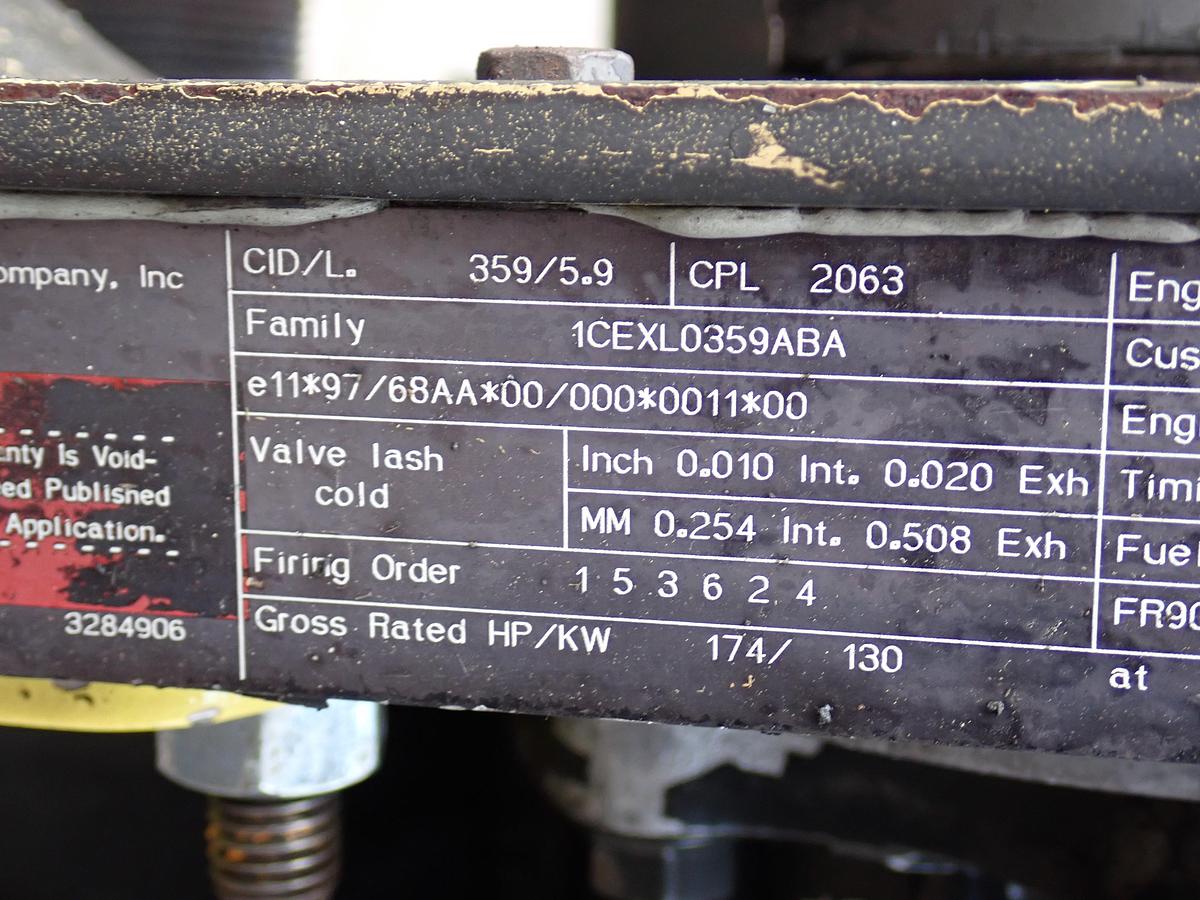 ompany, Inc
enty Is Void-
ed Published
Application.
3284906
CID/L. 359/5.9 CPL 2063
Family 1CEXL0359ABA
e11*97/68AA*00/000*0011*00
Valve lash cold
Inch 0.010 Int. 0.020 Exh
MM 0.254 Int. 0.508 Exh
Firing Order 1 5 3 6 2 4
Gross Rated HP/KW 174/ 130 at
Eng
Cus
Eng
Timi
Fuel
FR90